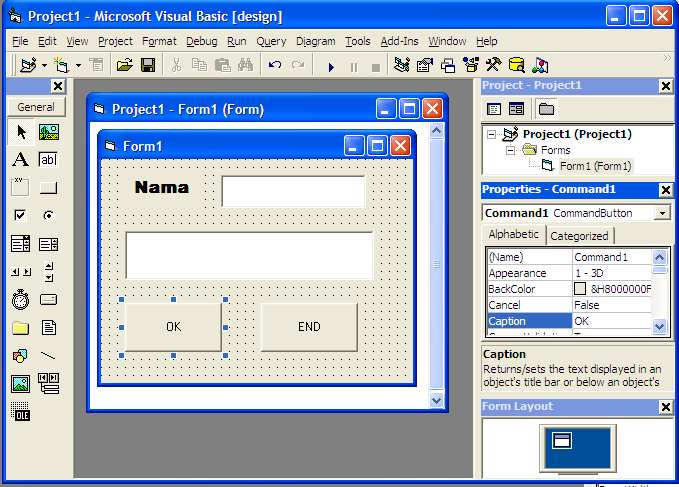 Project1 - Microsoft Visual Basic [design]
File Edit View Project Format Debug Run Query Diagram Tools Add-Ins Window Help
General
A
ab|
xy
OLE
Project1 - Form1 (Form)
Form1
Nama
OK
END
Project - Project1
Project1 (Project1)
Forms
Form1 (Form1)
Properties - Command1
Command1 CommandButton
Alphabetic Categorized
(Name) Command1
Appearance 1 - 3D
BackColor &H8000000F
Cancel False
Caption OK
Caption
Returns/sets the text displayed in an
object's title bar or below an object's
Form Layout